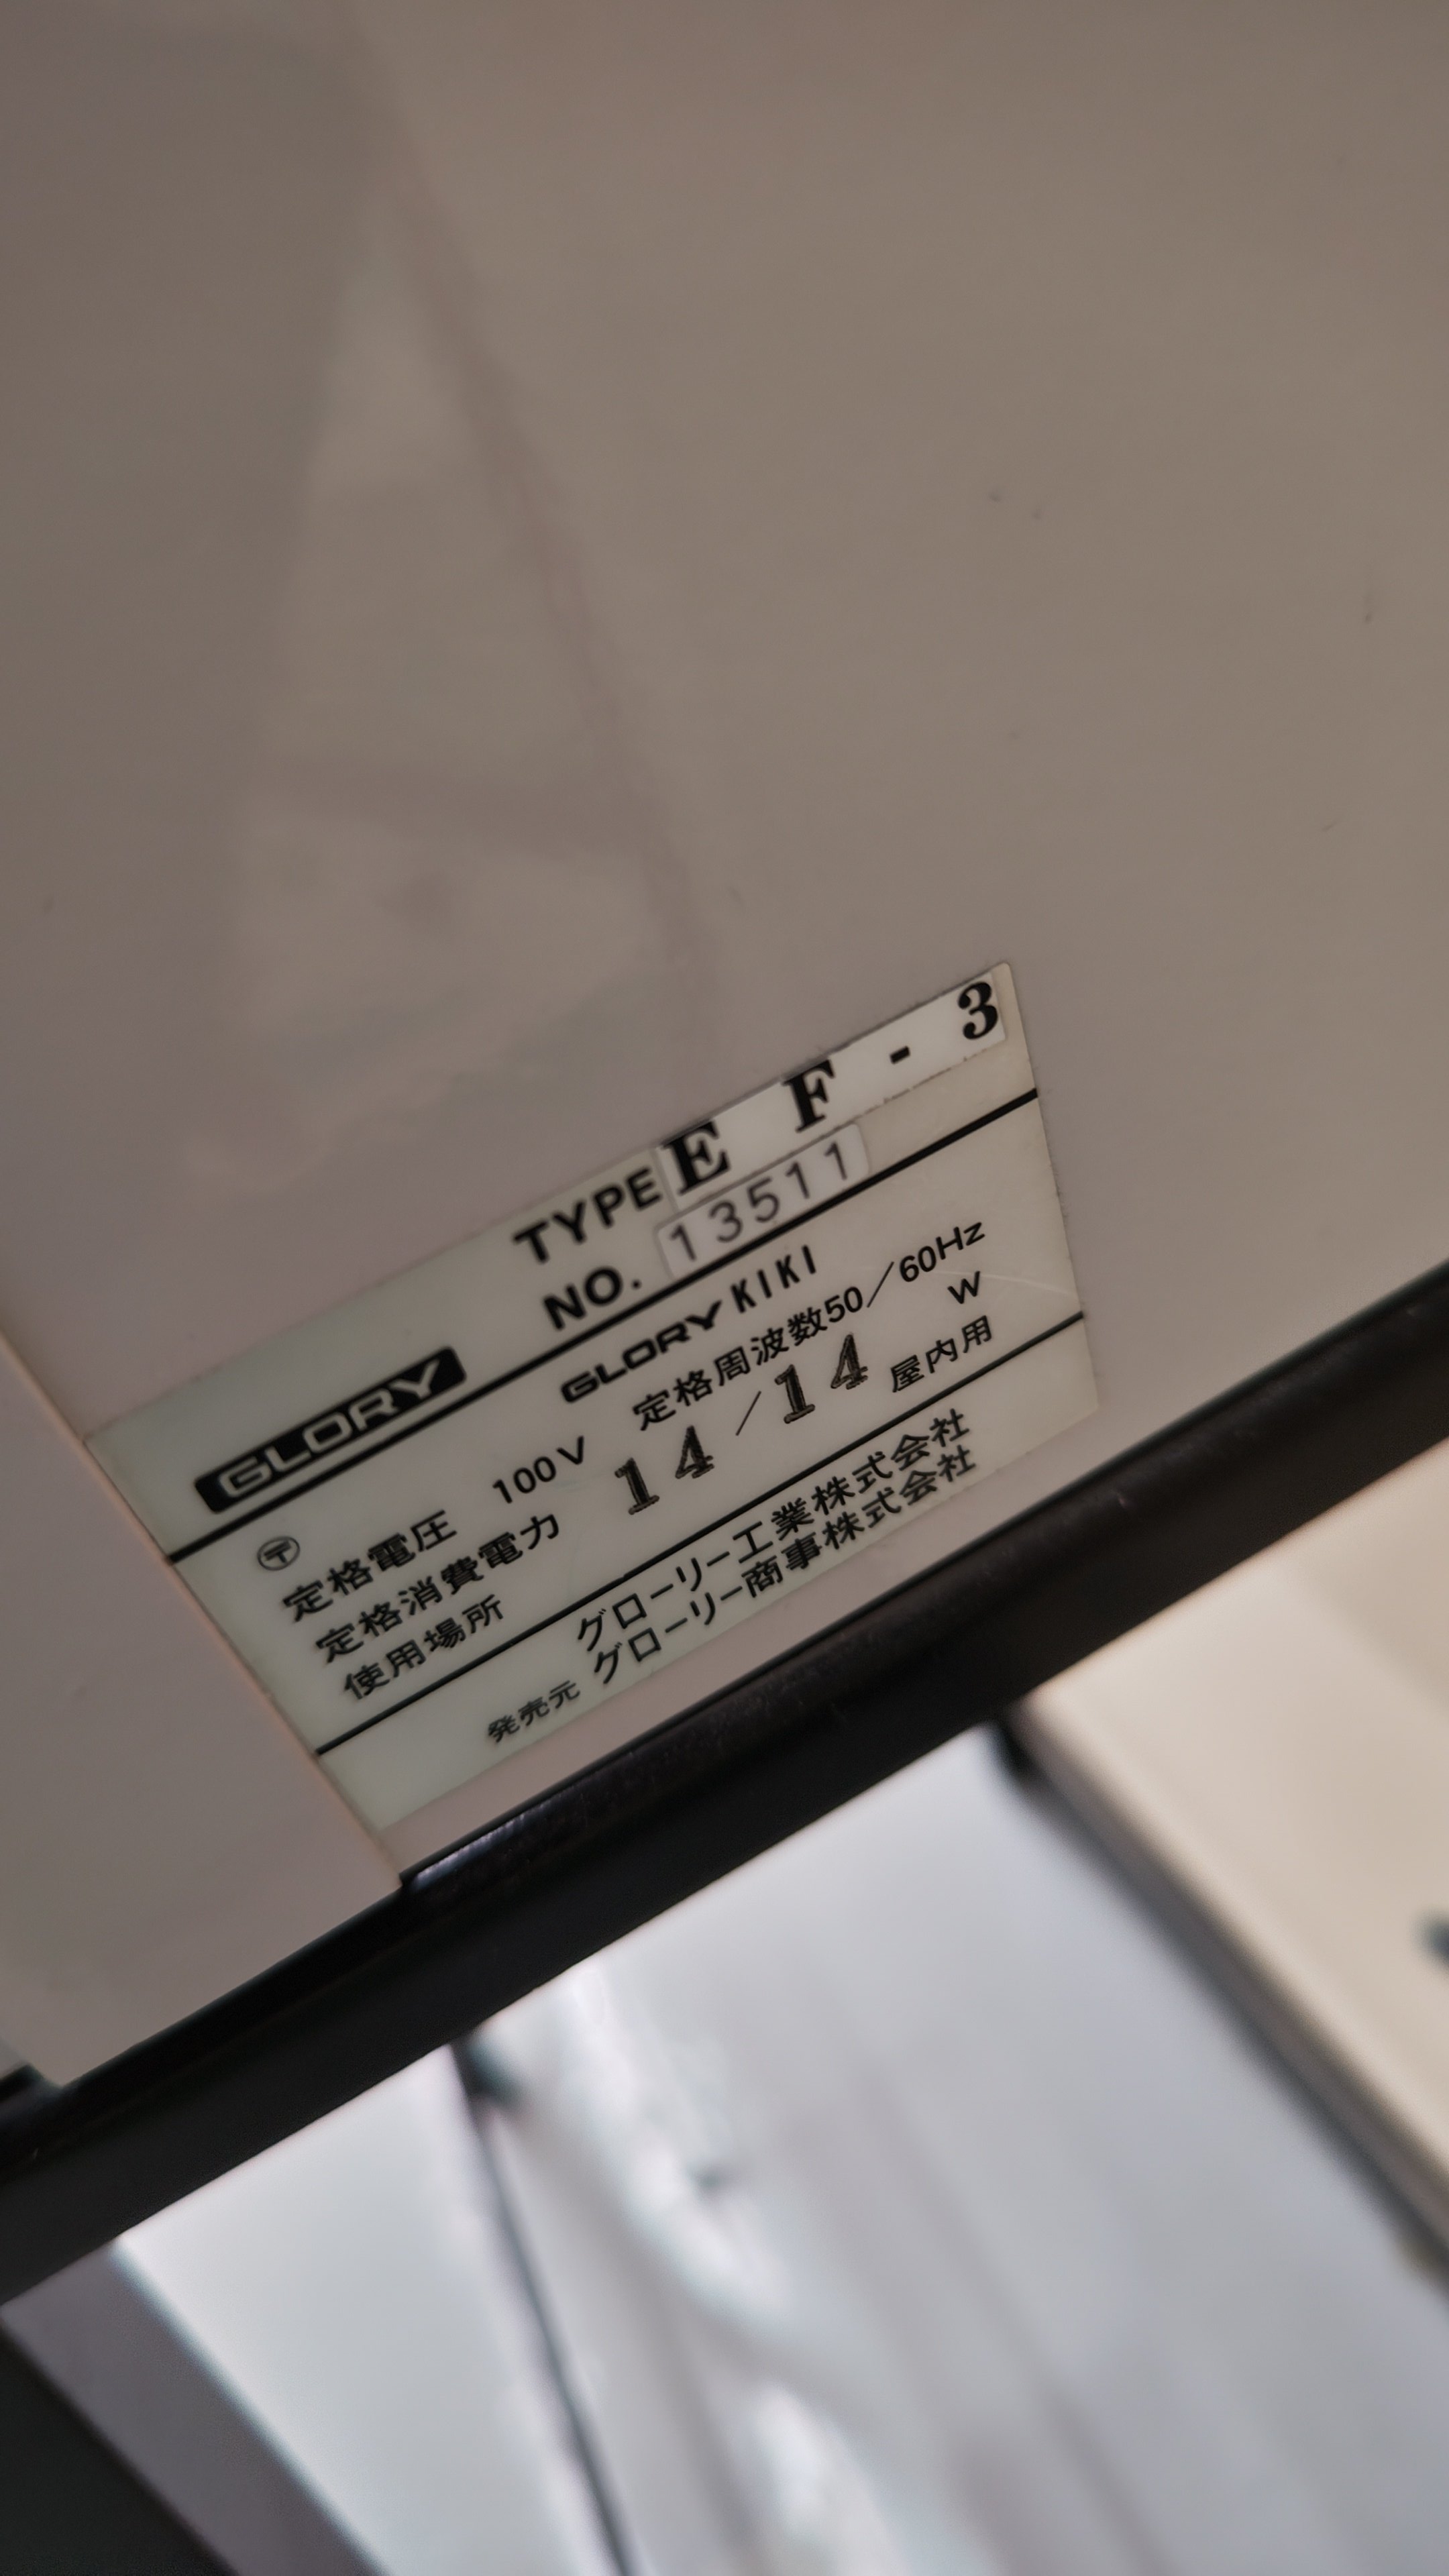 TYPE E F - 3
GLORY NO. 13511
〒 GLORY KIKI
定格電圧 100V 定格周波数50/60Hz
定格消費電力 14/14 W
使用場所 屋内用
グローリー工業株式会社
発売元 グローリー商事株式会社